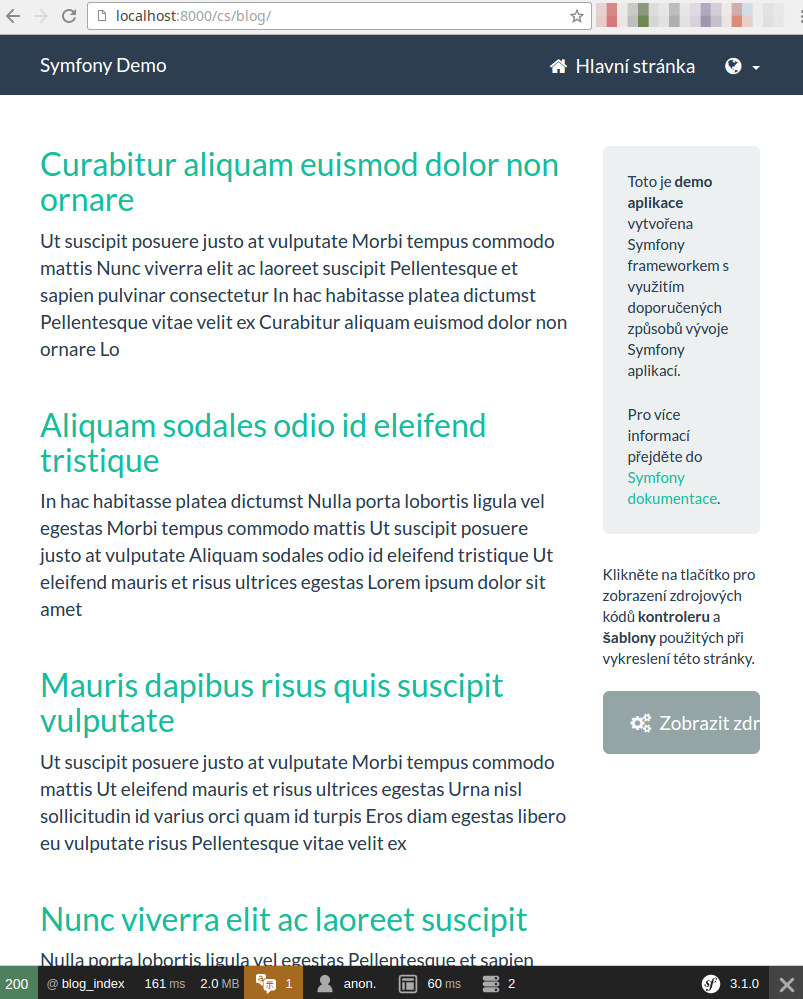 localhost:8000/cs/blog/
Symfony Demo
Hlavní stránka
Curabitur aliquam euismod dolor non
ornare
Ut suscipit posuere justo at vulputate Morbi tempus commodo
mattis Nunc viverra elit ac laoreet suscipit Pellentesque et
sapien pulvinar consectetur In hac habitasse platea dictumst
Pellentesque vitae velit ex Curabitur aliquam euismod dolor non
ornare Lo
Aliquam sodales odio id eleifend
tristique
In hac habitasse platea dictumst Nulla porta lobortis ligula vel
egestas Morbi tempus commodo mattis Ut suscipit posuere
justo at vulputate Aliquam sodales odio id eleifend tristique Ut
eleifend mauris et risus ultrices egestas Lorem ipsum dolor sit
amet
Mauris dapibus risus quis suscipit
vulputate
Ut suscipit posuere justo at vulputate Morbi tempus commodo
mattis Ut eleifend mauris et risus ultrices egestas Urna nisl
sollicitudin id varius orci quam id turpis Eros diam egestas libero
eu vulputate risus Pellentesque vitae velit ex
Nunc viverra elit ac laoreet suscipit
Nulla porta lobortis ligula vel egestas Pellentesque et sapien
Toto je demo
aplikace
vytvořena
Symfony
frameworkem s
využitím
doporučených
způsobů vývoje
Symfony
aplikací.
Pro více
informací
přejděte do
Symfony
dokumentace.
Klikněte na tlačítko pro
zobrazení zdrojových
kódů kontroleru a
šablony použitých při
vykreslení této stránky.
Zobrazit zdr
200 @ blog_index 161 ms 2.0 MB 1 anon. 60 ms 2 sf 3.1.0